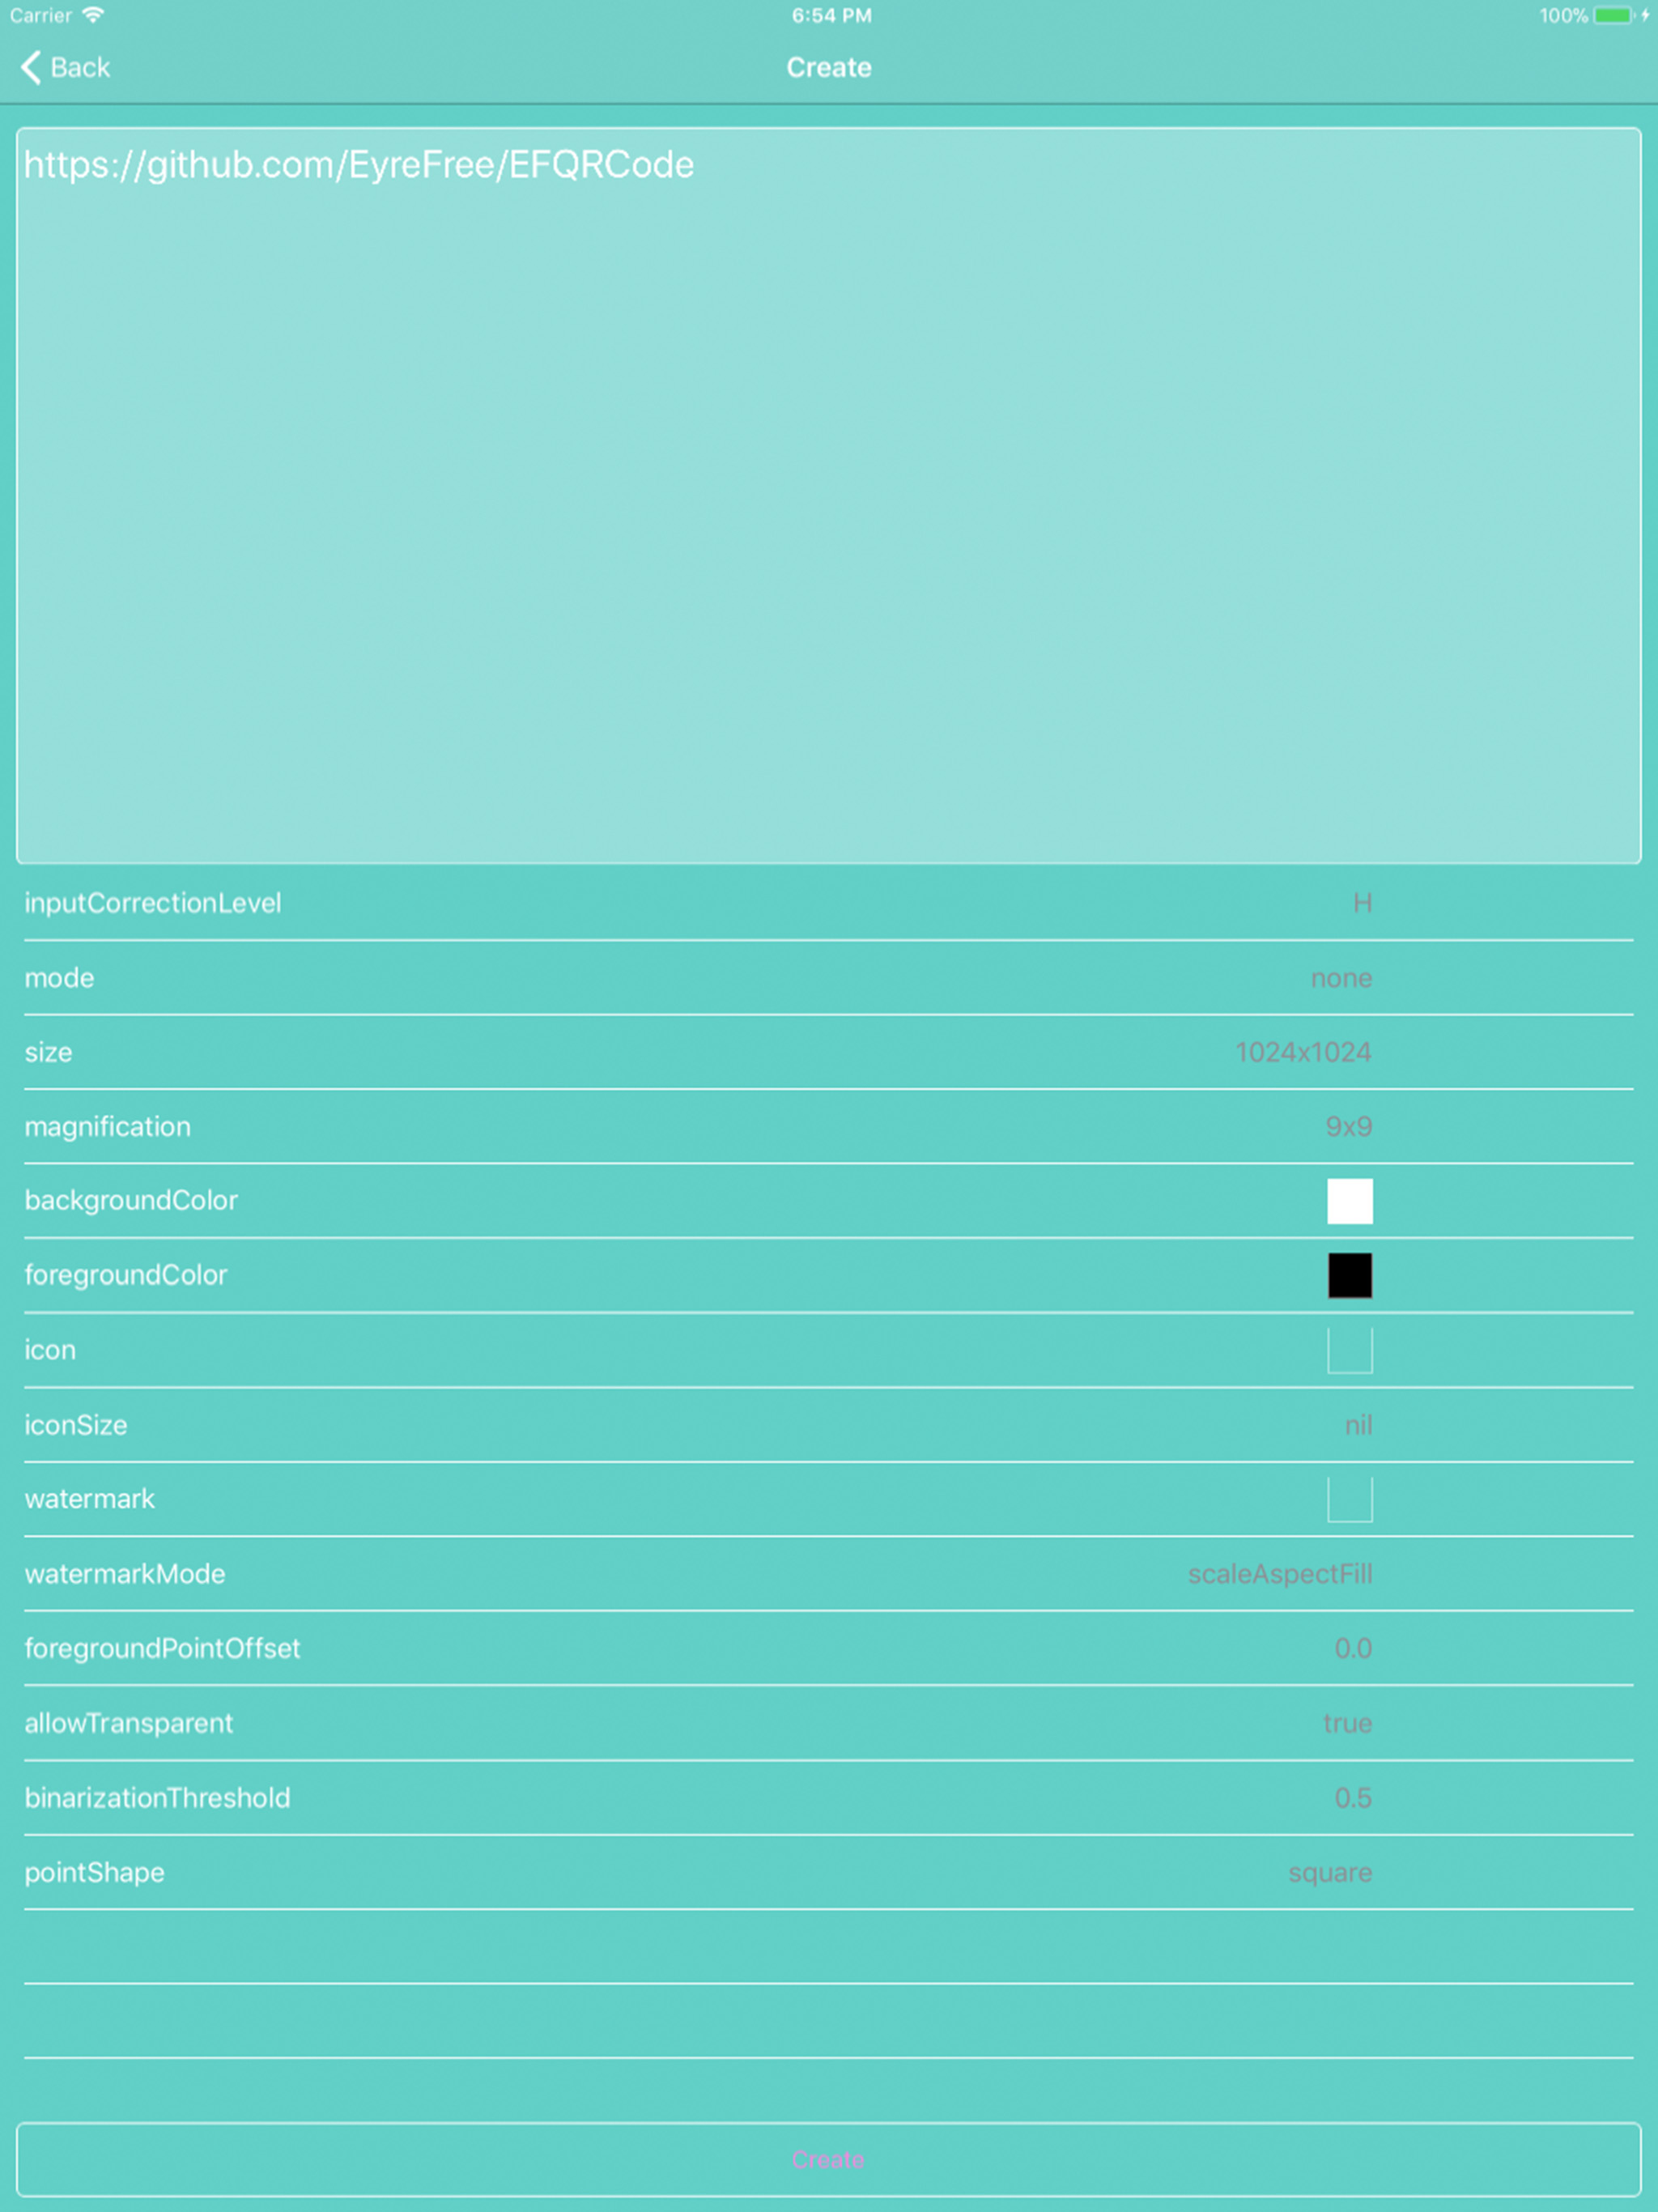 Carrier
6:54 PM
100%
Back
Create
https://github.com/EyreFree/EFQRCode
inputCorrectionLevel H
mode none
size 1024x1024
magnification 9x9
backgroundColor
foregroundColor
icon
iconSize nil
watermark
watermarkMode scaleAspectFill
foregroundPointOffset 0.0
allowTransparent true
binarizationThreshold 0.5
pointShape square
Create